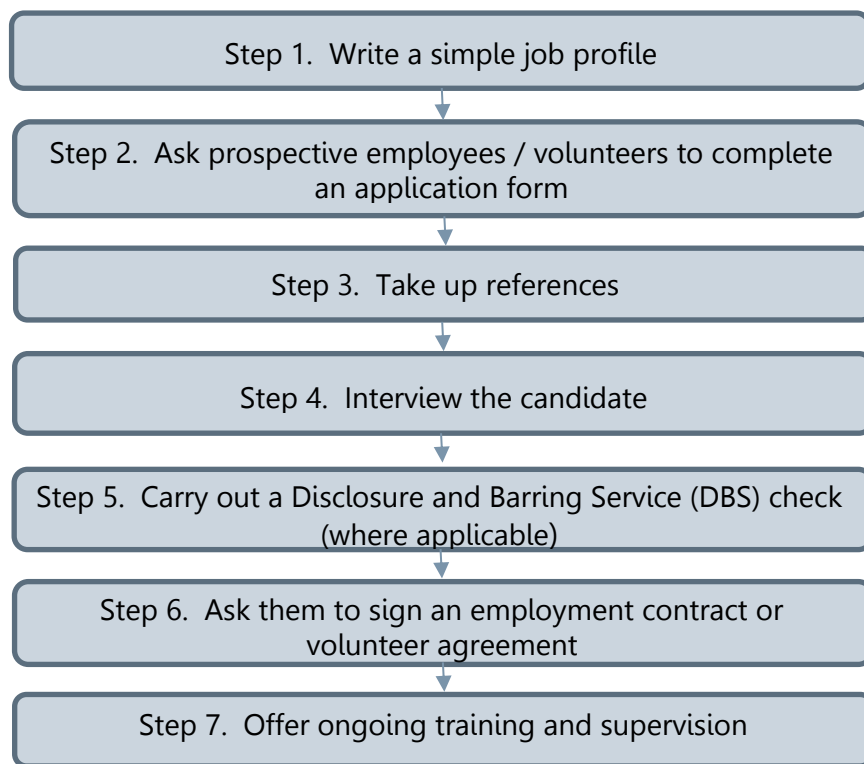 Step 1.  Write a simple job profile
Step 2.  Ask prospective employees / volunteers to complete
an application form
Step 3.  Take up references
Step 4.  Interview the candidate
Step 5.  Carry out a Disclosure and Barring Service (DBS) check
(where applicable)
Step 6.  Ask them to sign an employment contract or
volunteer agreement
Step 7.  Offer ongoing training and supervision